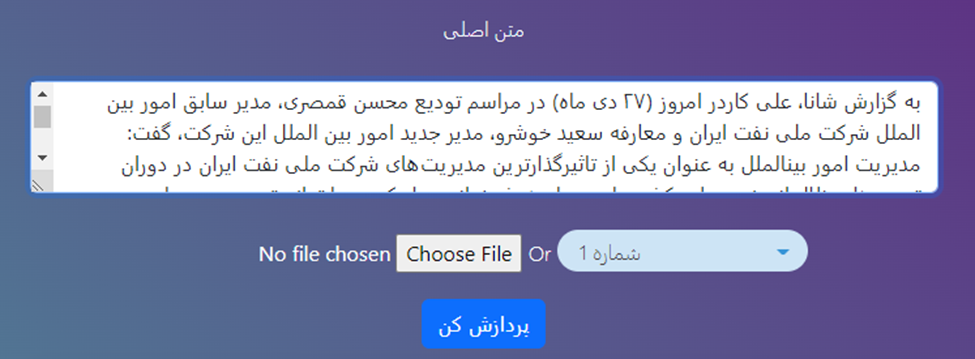 متن اصلی
به گزارش شانا، علی کاردر امروز (۲۷ دی ماه) در مراسم تودیع محسن قمصری، مدیر سابق امور بین
الملل شرکت ملی نفت ایران و معارفه سعید خوشرو، مدیر جدید امور بین الملل این شرکت، گفت:
مدیریت امور بینالملل به عنوان یکی از تاثیرگذارترین مدیریت‌های شرکت ملی نفت ایران در دوران
No file chosen Choose File Or شماره 1
پردازش کن